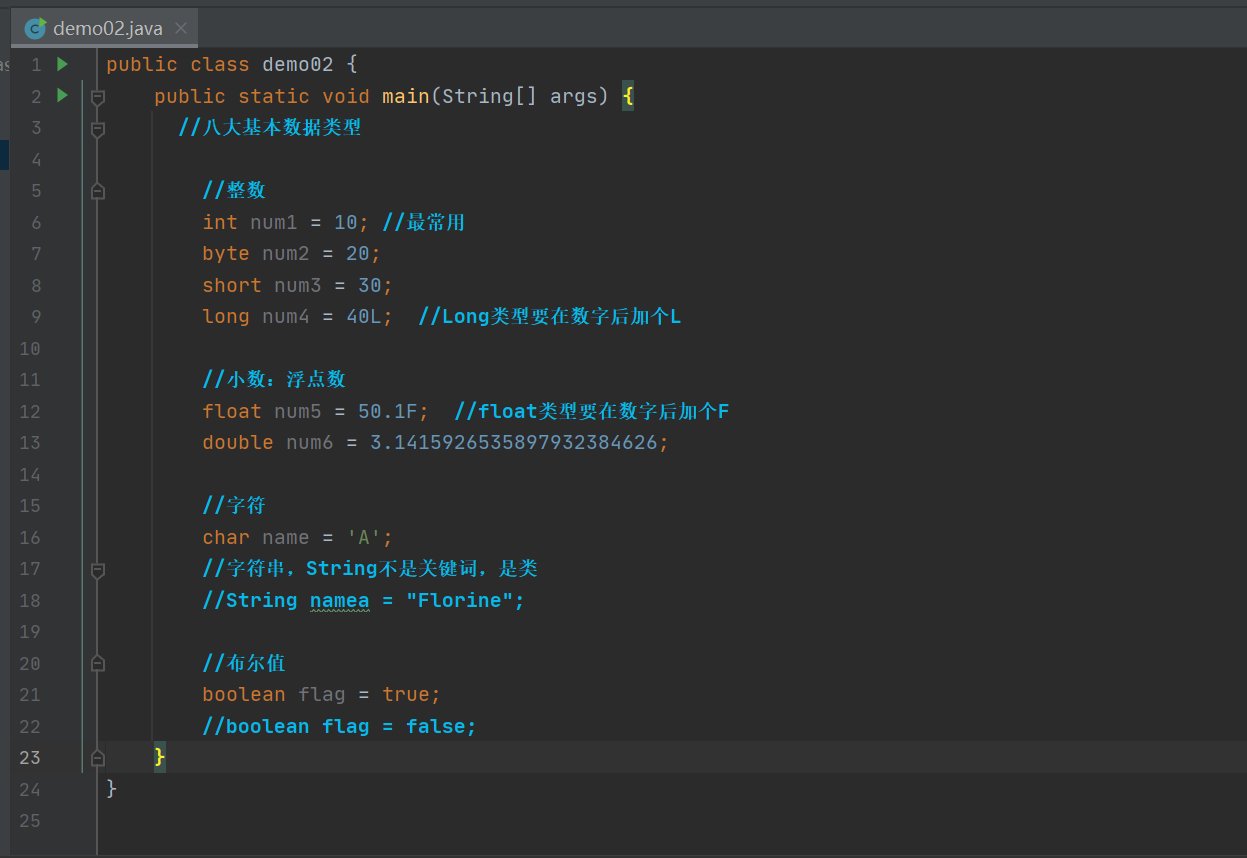 demo02.java
as
1 public class demo02 {
2 public static void main(String[] args) {
3 //八大基本数据类型
4
5 //整数
6 int num1 = 10; //最常用
7 byte num2 = 20;
8 short num3 = 30;
9 long num4 = 40L; //Long类型要在数字后加个L
10
11 //小数：浮点数
12 float num5 = 50.1F; //float类型要在数字后加个F
13 double num6 = 3.1415926535897932384626;
14
15 //字符
16 char name = 'A';
17 //字符串，String不是关键词，是类
18 //String namea = "Florine";
19
20 //布尔值
21 boolean flag = true;
22 //boolean flag = false;
23 }
24 }
25